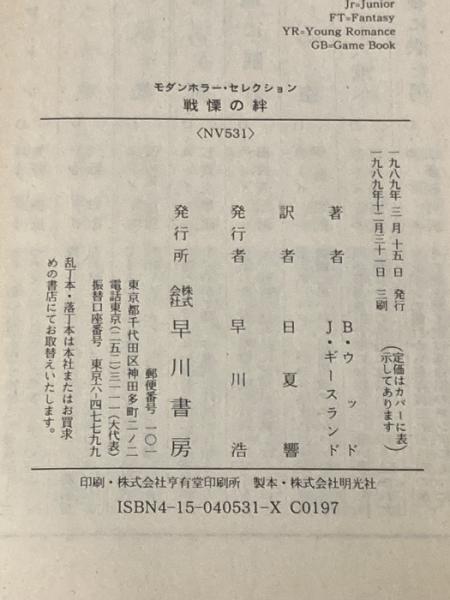 Jr=Junior
FT=Fantasy
YR=Young Romance
GB=Game Book
モダンホラー・セレクション
戦慄の絆
〈NV531〉
一九八九年三月十五日 発行
一九八九年十二月三十一日 三刷
(定価はカバーに表示してあります)
著者 B・ウッド
J・ギースランド
訳者 日夏響
発行者 早川浩
発行所 株式会社 早川書房
郵便番号 一〇一
東京都千代田区神田多町二ノ二
電話東京(二五二)三一一一(大代表)
振替口座番号 東京六-四七七九九
乱丁本・落丁本は本社またはお買求
めの書店にてお取替えいたします。
印刷・株式会社亨有堂印刷所 製本・株式会社明光社
ISBN4-15-040531-X C0197